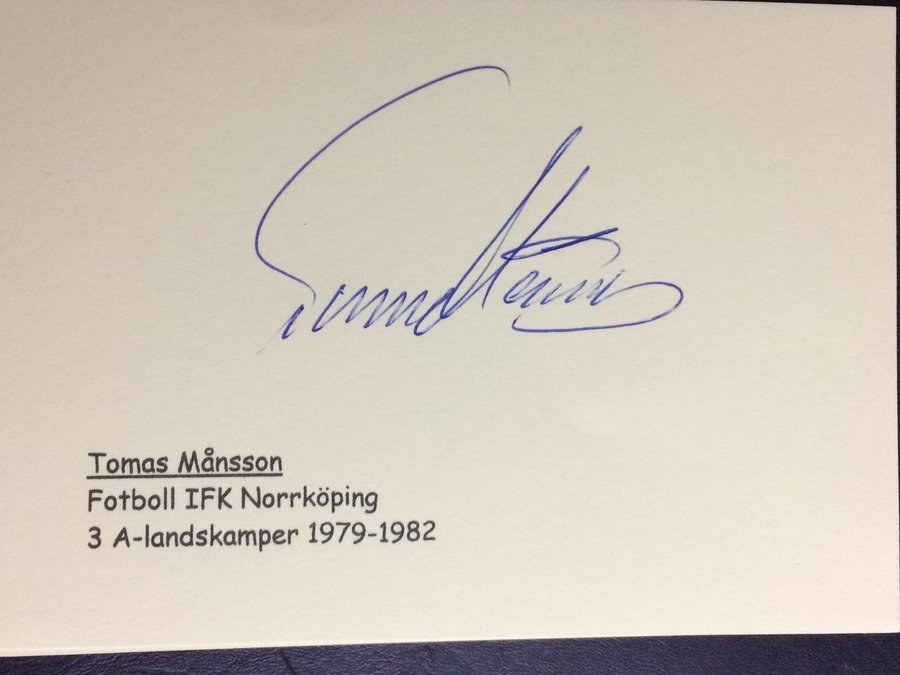 Tomas Månsson
Fotboll IFK Norrköping
3 A-landskamper 1979-1982